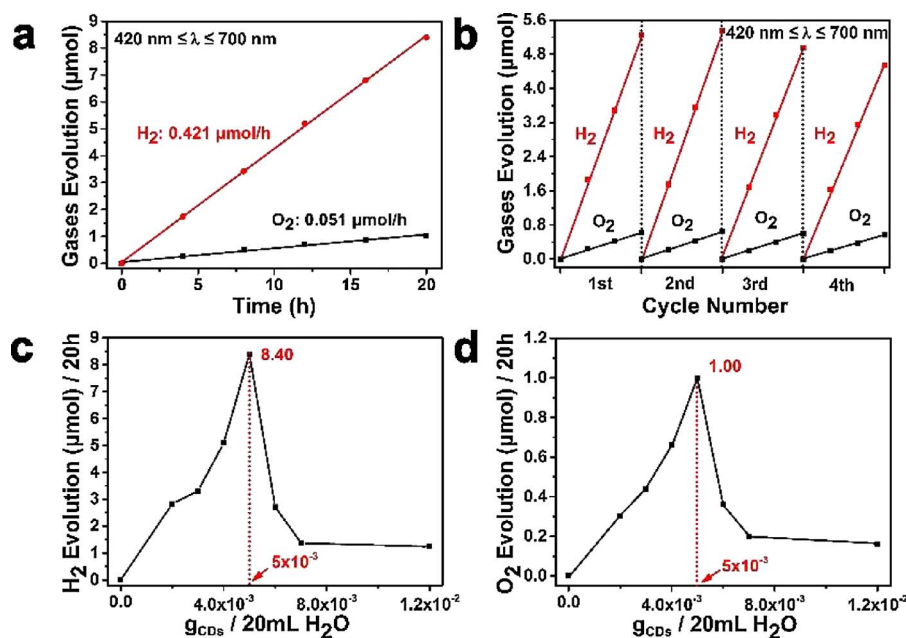 a
420 nm ≤ λ ≤ 700 nm
Gases Evolution (μmol)
9
8
7
6
5
4
3
2
1
0
H₂: 0.421 μmol/h
O₂: 0.051 μmol/h
0 5 10 15 20
Time (h)
b
420 nm ≤ λ ≤ 700 nm
Gases Evolution (μmol)
5.6
4.8
4.0
3.2
2.4
1.6
0.8
0.0
H₂ H₂ H₂ H₂
O₂ O₂ O₂ O₂
1st 2nd 3rd 4th
Cycle Number
c
H₂ Evolution (μmol) / 20h
9
8
7
6
5
4
3
2
1
0
8.40
5x10⁻³
0.0 4.0x10⁻³ 8.0x10⁻³ 1.2x10⁻²
gCDs / 20mL H₂O
d
O₂ Evolution (μmol) / 20h
1.2
1.0
0.8
0.6
0.4
0.2
0.0
1.00
5x10⁻³
0.0 4.0x10⁻³ 8.0x10⁻³ 1.2x10⁻²
gCDs / 20mL H₂O